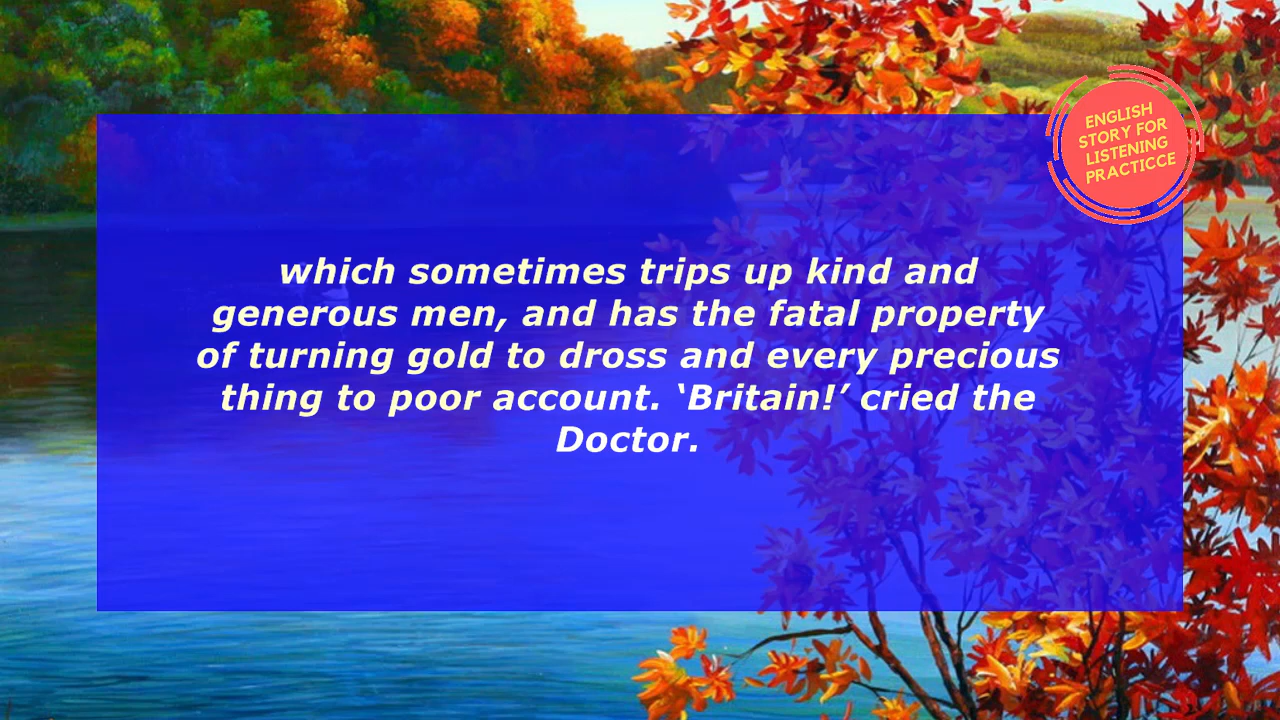 ENGLISH
STORY FOR
LISTENING
PRACTICCE
which sometimes trips up kind and
generous men, and has the fatal property
of turning gold to dross and every precious
thing to poor account. ‘Britain!’ cried the
Doctor.